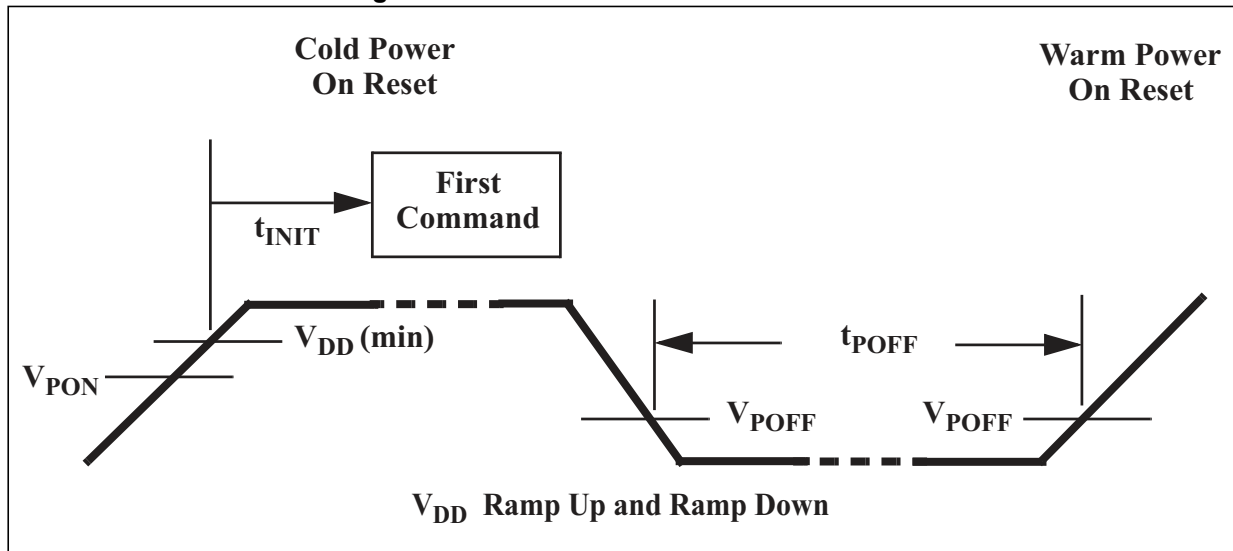 Cold Power
On Reset
Warm Power
On Reset
First
Command
tINIT
VDD (min)
VPON
tPOFF
VPOFF
VPOFF
VDD Ramp Up and Ramp Down